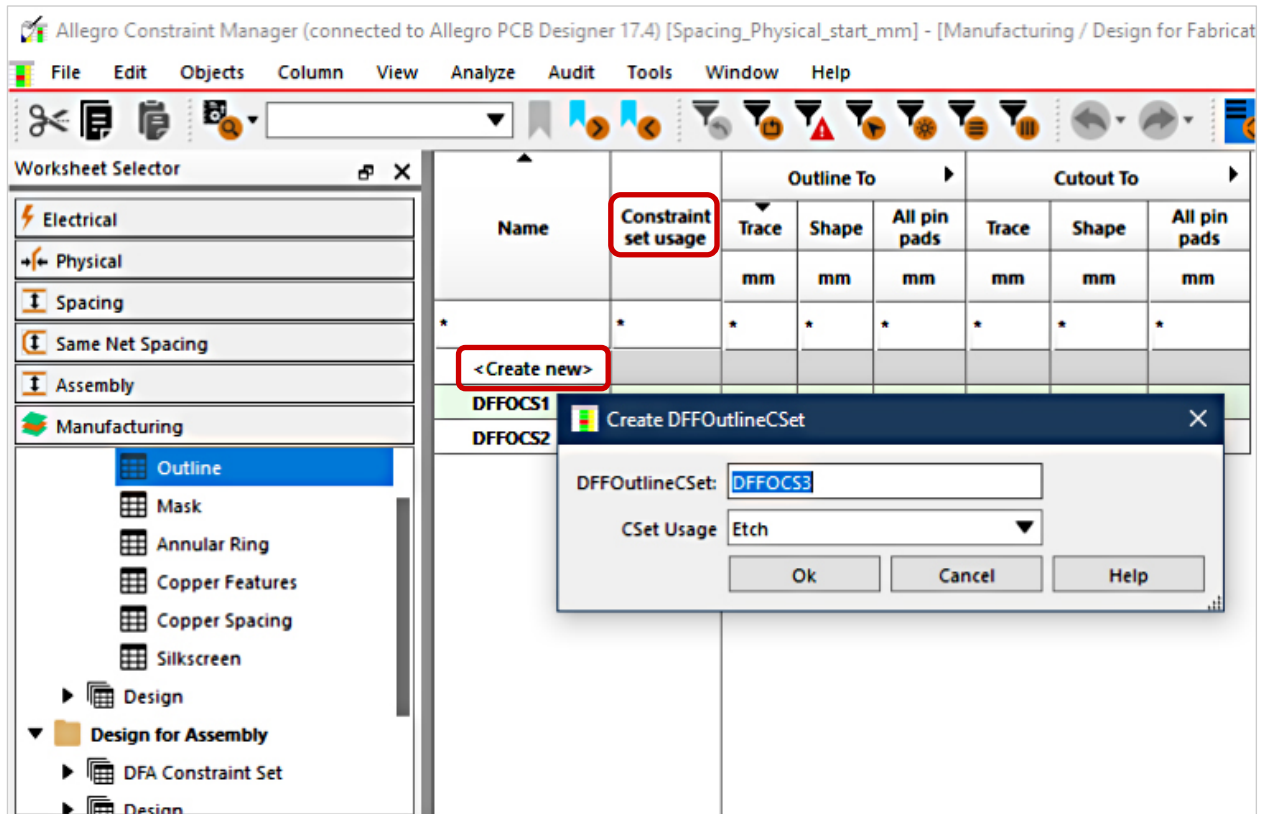 Allegro Constraint Manager (connected to Allegro PCB Designer 17.4) [Spacing_Physical_start_mm] - [Manufacturing / Design for Fabricat
File Edit Objects Column View Analyze Audit Tools Window Help
Worksheet Selector
Electrical
Physical
Spacing
Same Net Spacing
Assembly
Manufacturing
Outline
Mask
Annular Ring
Copper Features
Copper Spacing
Silkscreen
Design
Design for Assembly
DFA Constraint Set
Design
Outline To Cutout To
Name Constraint set usage Trace Shape All pin pads Trace Shape All pin pads
mm mm mm mm mm mm
* * * * * * * *
<Create new>
DFFOCS1
DFFOCS2
Create DFFOutlineCSet
DFFOutlineCSet: DFFOCS3
CSet Usage Etch
Ok Cancel Help